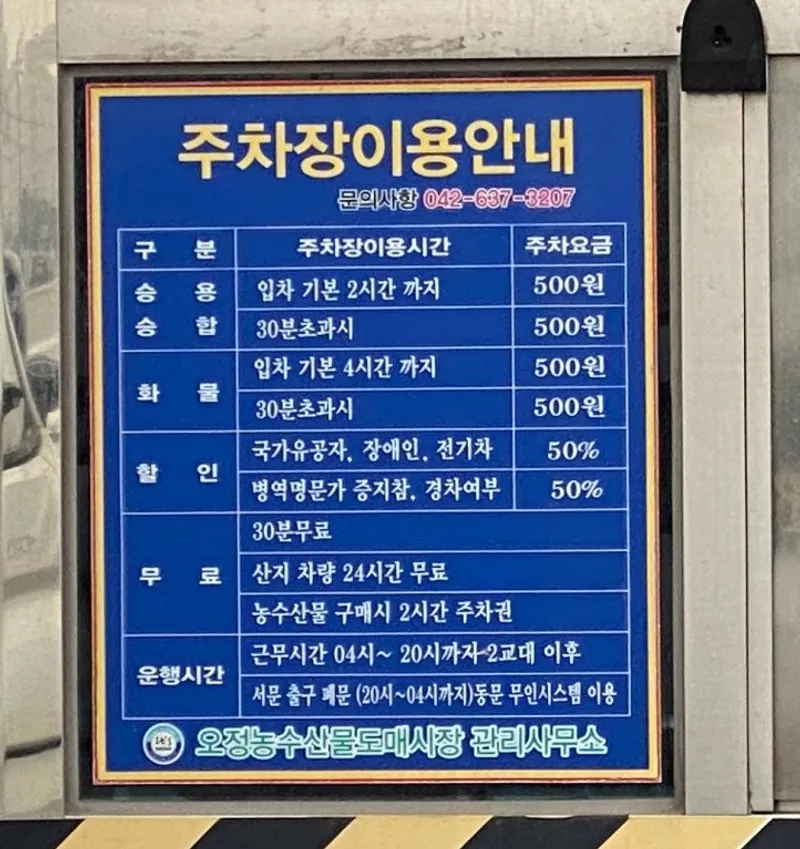 주차장이용안내
문의사항 042-637-3207
구 분 주차장이용시간 주차요금
승 용 입차 기본 2시간 까지 500원
승 합 30분초과시 500원
화 물 입차 기본 4시간 까지 500원
30분초과시 500원
할 인 국가유공자, 장애인, 전기차 50%
병역명문가 증지참, 경차여부 50%
무 료 30분무료
산지 차량 24시간 무료
농수산물 구매시 2시간 주차권
운행시간 근무시간 04시~ 20시까지 2교대 이후
서문 출구 폐문 (20시~04시까지)동문 무인시스템 이용
오정농수산물도매시장 관리사무소